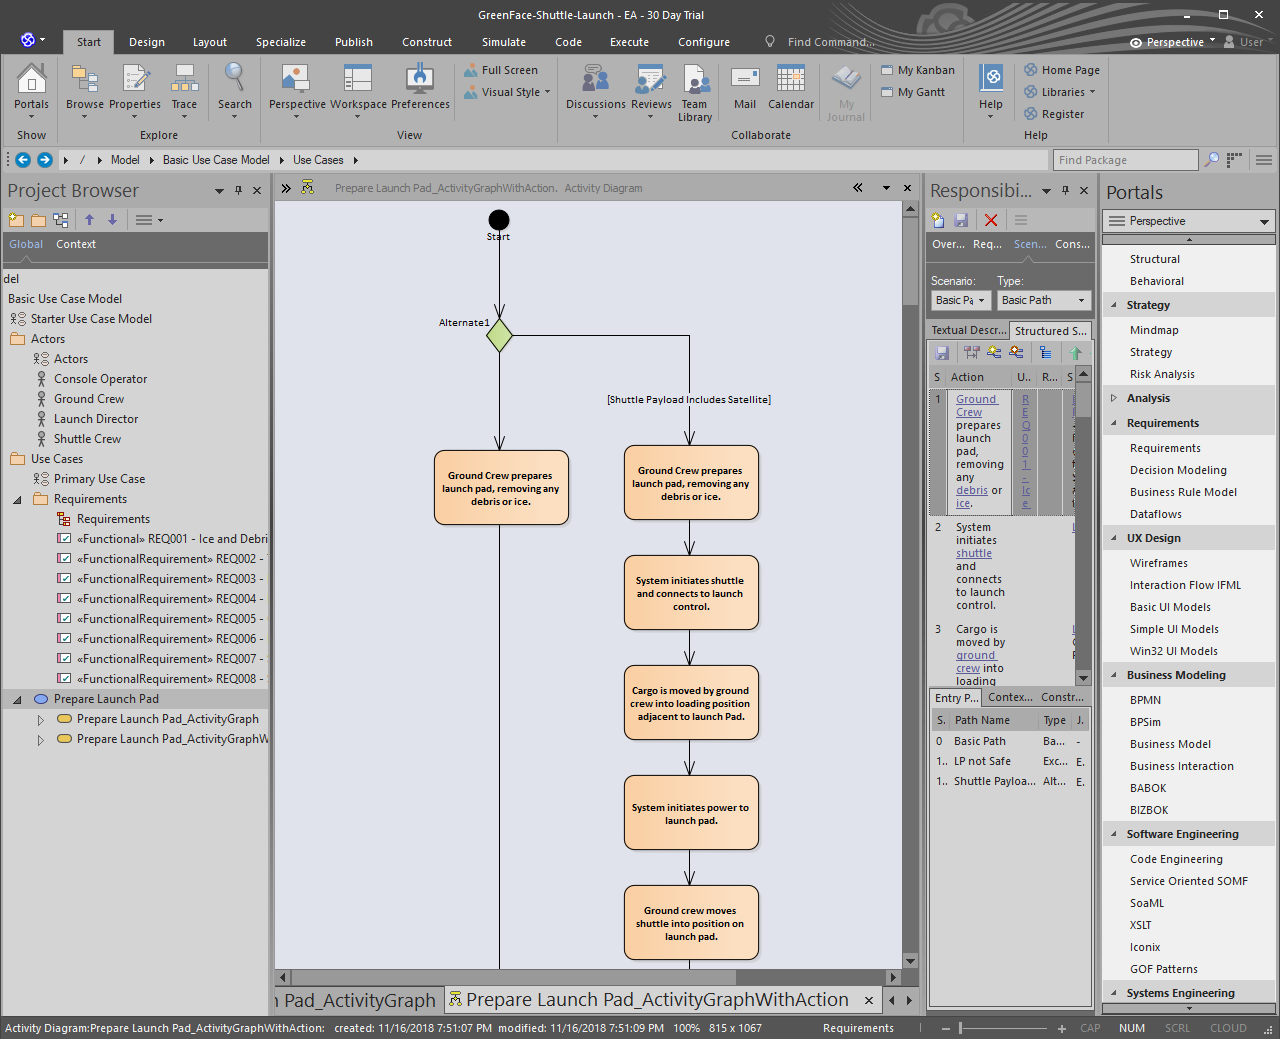 GreenFace-Shuttle-Launch - EA - 30 Day Trial
Start Design Layout Specialize Publish Construct Simulate Code Execute Configure Find Command... Perspective User
Portals Browse Properties Trace Search Perspective Workspace Preferences
Full Screen
Visual Style
Discussions Reviews Team Library Mail Calendar My Journal
My Kanban
My Gantt
Help
Home Page
Libraries
Register
Show Explore View Collaborate Help
/ Model Basic Use Case Model Use Cases
Find Package
Project Browser
Global Context
del
Basic Use Case Model
Starter Use Case Model
Actors
Actors
Console Operator
Ground Crew
Launch Director
Shuttle Crew
Use Cases
Primary Use Case
Requirements
Requirements
«Functional» REQ001 - Ice and Debri
«FunctionalRequirement» REQ002 -
«FunctionalRequirement» REQ003 -
«FunctionalRequirement» REQ004 -
«FunctionalRequirement» REQ005 -
«FunctionalRequirement» REQ006 -
«FunctionalRequirement» REQ007 -
«FunctionalRequirement» REQ008 -
Prepare Launch Pad
Prepare Launch Pad_ActivityGraph
Prepare Launch Pad_ActivityGraphW
Prepare Launch Pad_ActivityGraphWithAction. Activity Diagram
Start
Alternate1
[Shuttle Payload Includes Satellite]
Ground Crew prepares
launch pad, removing any
debris or ice.
Ground Crew prepares
launch pad, removing any
debris or ice.
System initiates shuttle
and connects to launch
control.
Cargo is moved by ground
crew into loading position
adjacent to launch Pad.
System initiates power to
launch pad.
Ground crew moves
shuttle into position on
launch pad.
Pad_ActivityGraph
Prepare Launch Pad_ActivityGraphWithAction
Responsibi...
Over... Req... Scen... Cons...
Scenario: Type:
Basic Pa Basic Path
Textual Descr... Structured S...
S Action U.. R... S
1 Ground
Crew
prepares
launch
pad,
removing
any
debris or
ice.
R
E
Q
0
0
1
-
Ic
e
2 System
initiates
shuttle
and
connects
to launch
control.
3 Cargo is
moved by
ground
crew into
loading
Entry P... Contex... Constr...
S. Path Name Type J.
0 Basic Path Ba... -
1.. LP not Safe Exc... E.
1.. Shuttle Payloa... Alt... E.
Portals
Perspective
Structural
Behavioral
Strategy
Mindmap
Strategy
Risk Analysis
Analysis
Requirements
Requirements
Decision Modeling
Business Rule Model
Dataflows
UX Design
Wireframes
Interaction Flow IFML
Basic UI Models
Simple UI Models
Win32 UI Models
Business Modeling
BPMN
BPSim
Business Model
Business Interaction
BABOK
BIZBOK
Software Engineering
Code Engineering
Service Oriented SOMF
SoaML
XSLT
Iconix
GOF Patterns
Systems Engineering
Activity Diagram:Prepare Launch Pad_ActivityGraphWithAction: created: 11/16/2018 7:51:07 PM modified: 11/16/2018 7:51:09 PM 100% 815 x 1067 Requirements CAP NUM SCRL CLOUD